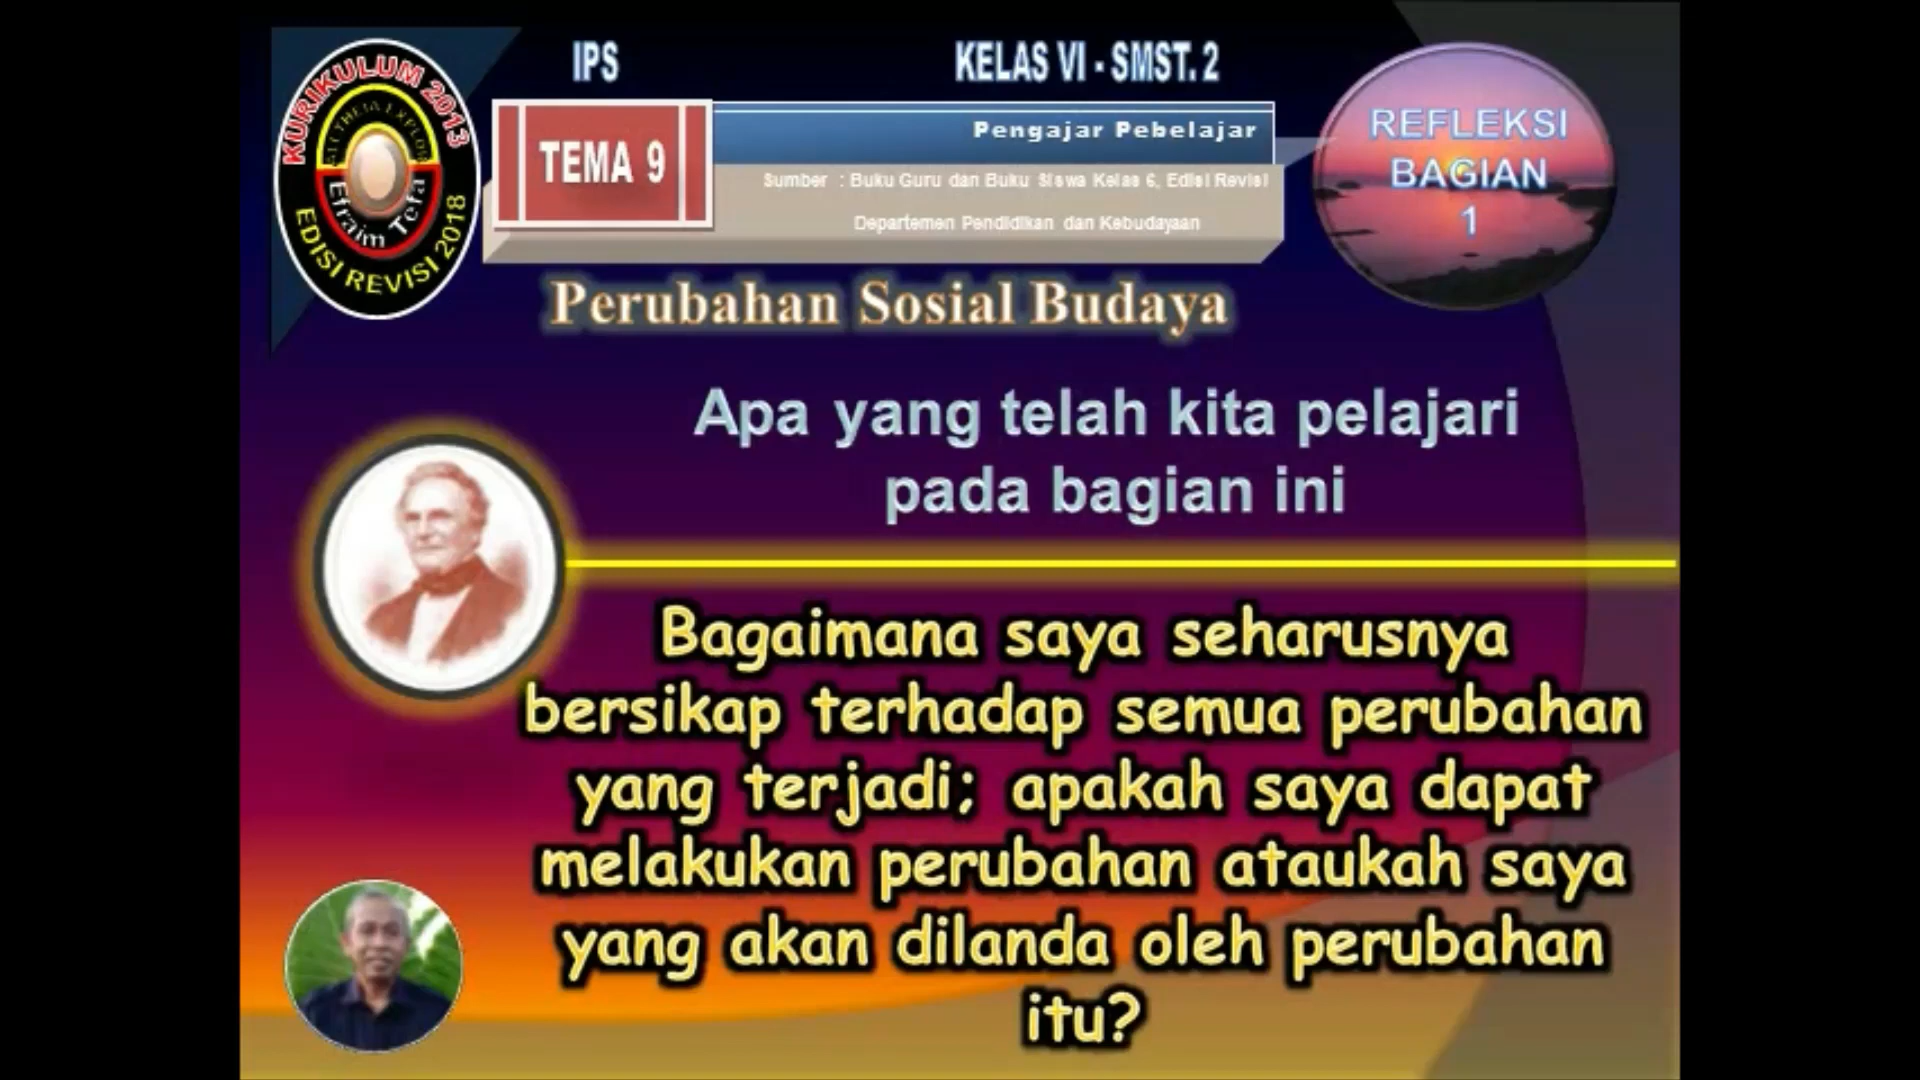 KURIKULUM 2013
Efraim Tefa
EDISI REVISI 2018
IPS
KELAS VI - SMST. 2
TEMA 9
Pengajar Pebelajar
Sumber : Buku Guru dan Buku Siswa Kelas 6, Edisi Revisi
Departemen Pendidikan dan Kebudayaan
REFLEKSI
BAGIAN
1
Perubahan Sosial Budaya
Apa yang telah kita pelajari
pada bagian ini
Bagaimana saya seharusnya
bersikap terhadap semua perubahan
yang terjadi; apakah saya dapat
melakukan perubahan ataukah saya
yang akan dilanda oleh perubahan
itu?